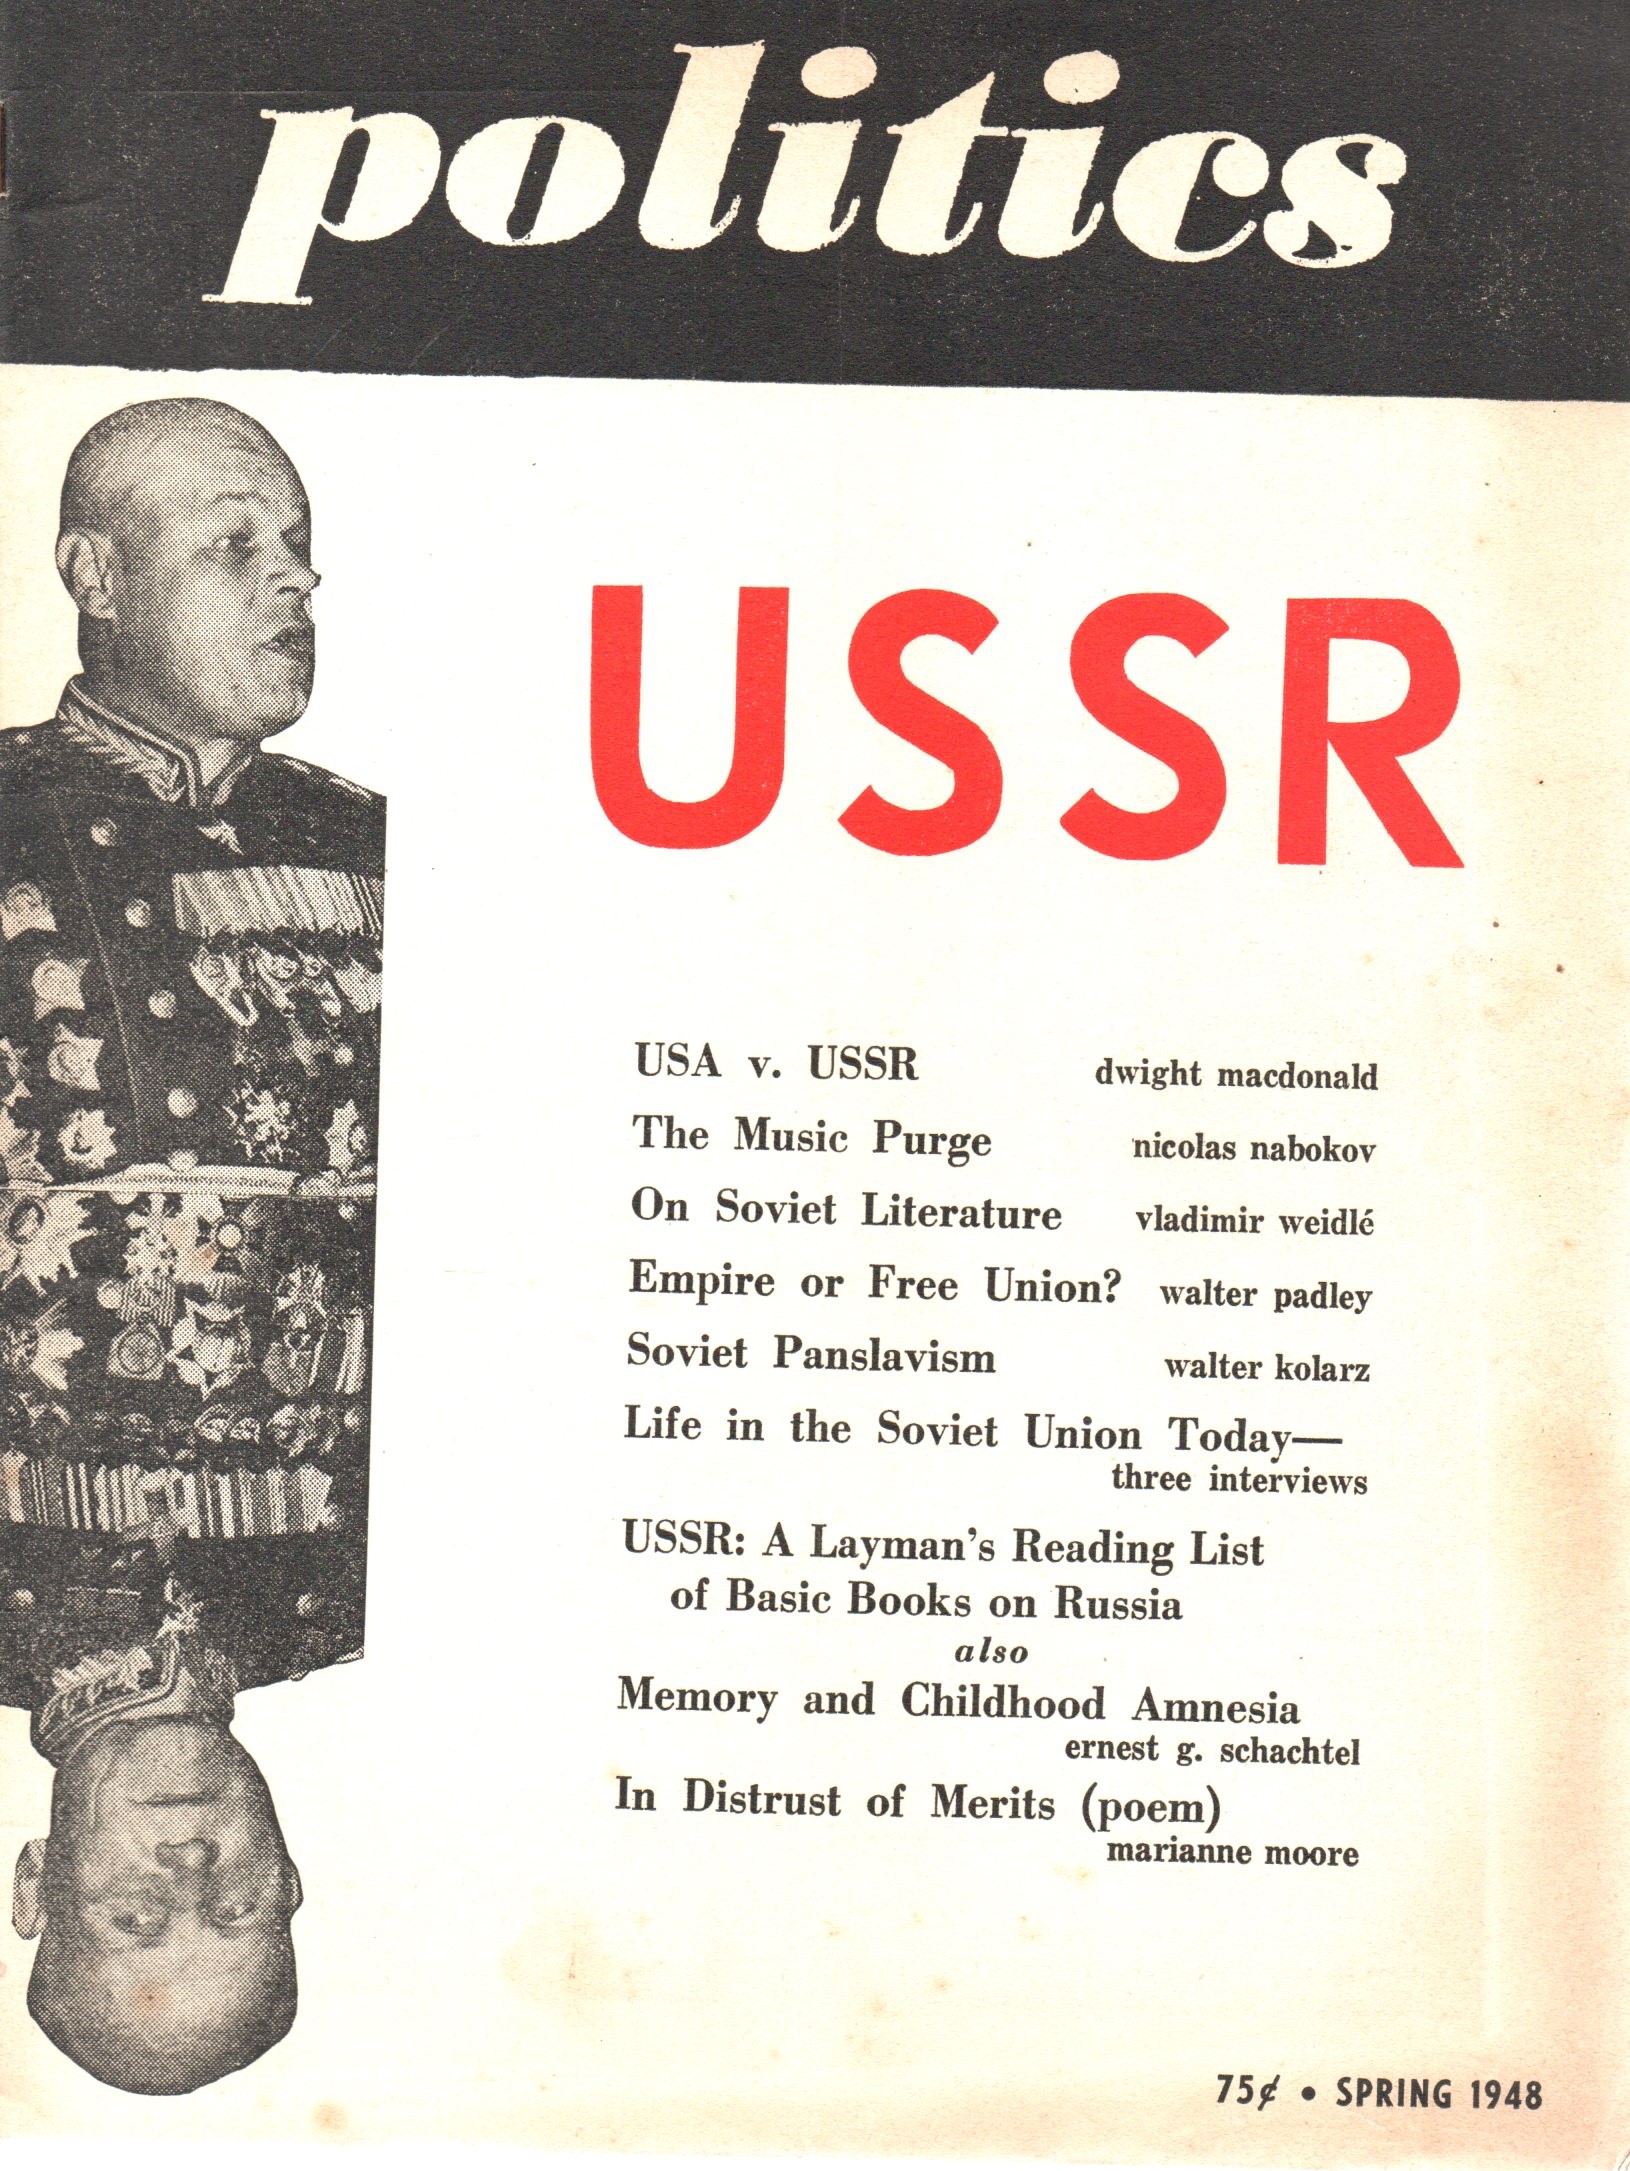 politics
USSR
USA v. USSR dwight macdonald
The Music Purge nicolas nabokov
On Soviet Literature vladimir weidlé
Empire or Free Union? walter padley
Soviet Panslavism walter kolarz
Life in the Soviet Union Today—
three interviews
USSR: A Layman's Reading List
of Basic Books on Russia
also
Memory and Childhood Amnesia
ernest g. schachtel
In Distrust of Merits (poem)
marianne moore
75¢ • SPRING 1948